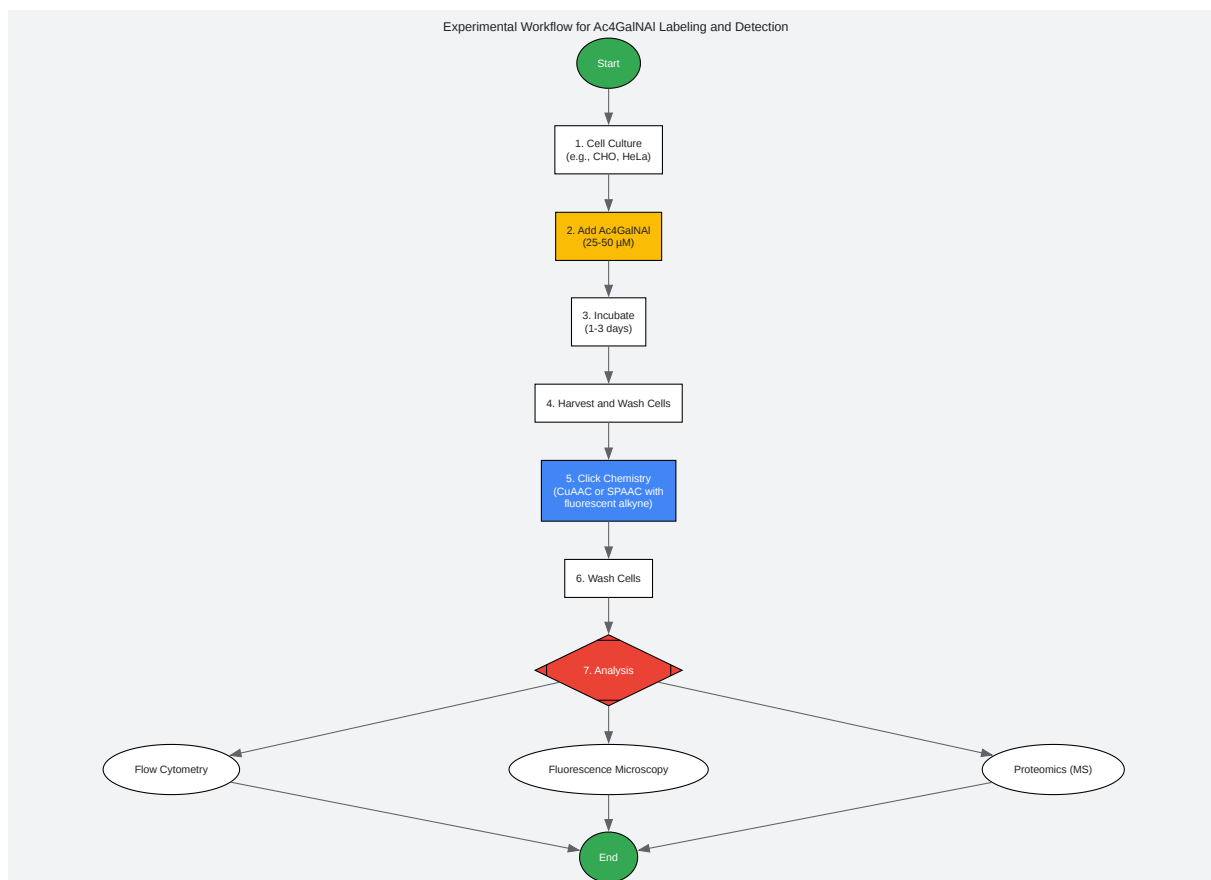 Experimental Workflow for Ac4GalNAl Labeling and Detection
Start
1. Cell Culture
(e.g., CHO, HeLa)
2. Add Ac4GalNAl
(25-50 µM)
3. Incubate
(1-3 days)
4. Harvest and Wash Cells
5. Click Chemistry
(CuAAC or SPAAC with
fluorescent alkyne)
6. Wash Cells
7. Analysis
Flow Cytometry
Fluorescence Microscopy
Proteomics (MS)
End